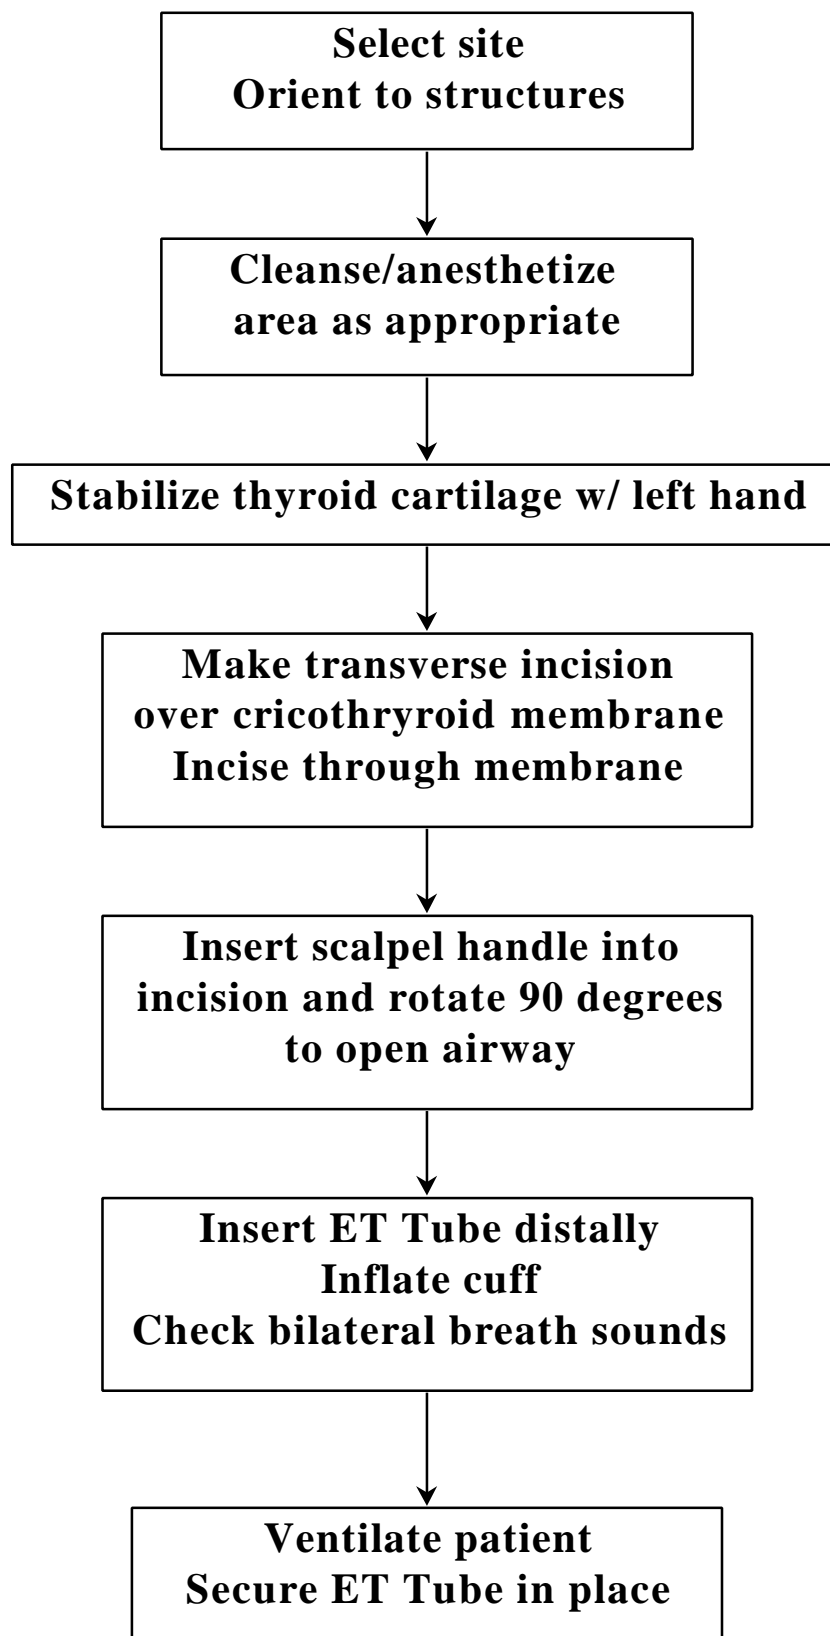 Select site
Orient to structures
Cleanse/anesthetize
area as appropriate
Stabilize thyroid cartilage w/ left hand
Make transverse incision
over cricothryroid membrane
Incise through membrane
Insert scalpel handle into
incision and rotate 90 degrees
to open airway
Insert ET Tube distally
Inflate cuff
Check bilateral breath sounds
Ventilate patient
Secure ET Tube in place